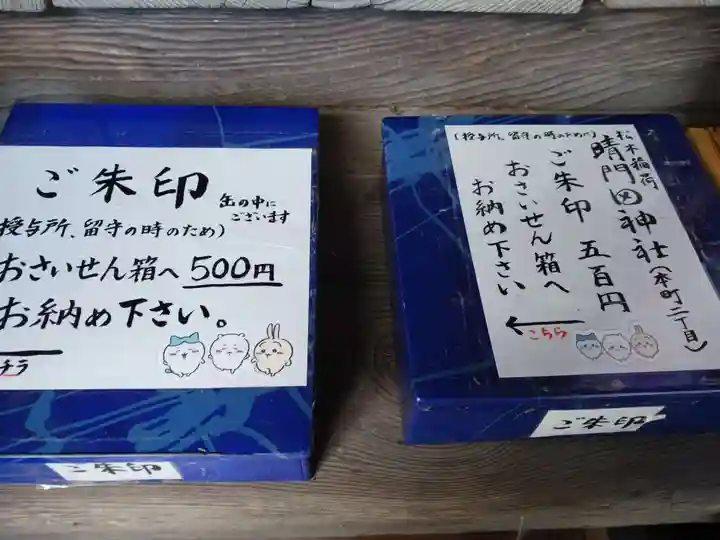 ご朱印
缶の中に
ございます
授与所、留守の時のため)
おさいせん箱へ 500円
お納め下さい。
チラ
ご朱印
松木稲荷
晴門田神社(本町二丁目)
ご朱印 五百円
おさいせん箱へ
お納め下さい
(授与所、留守の時のために)
こちら
ご朱印